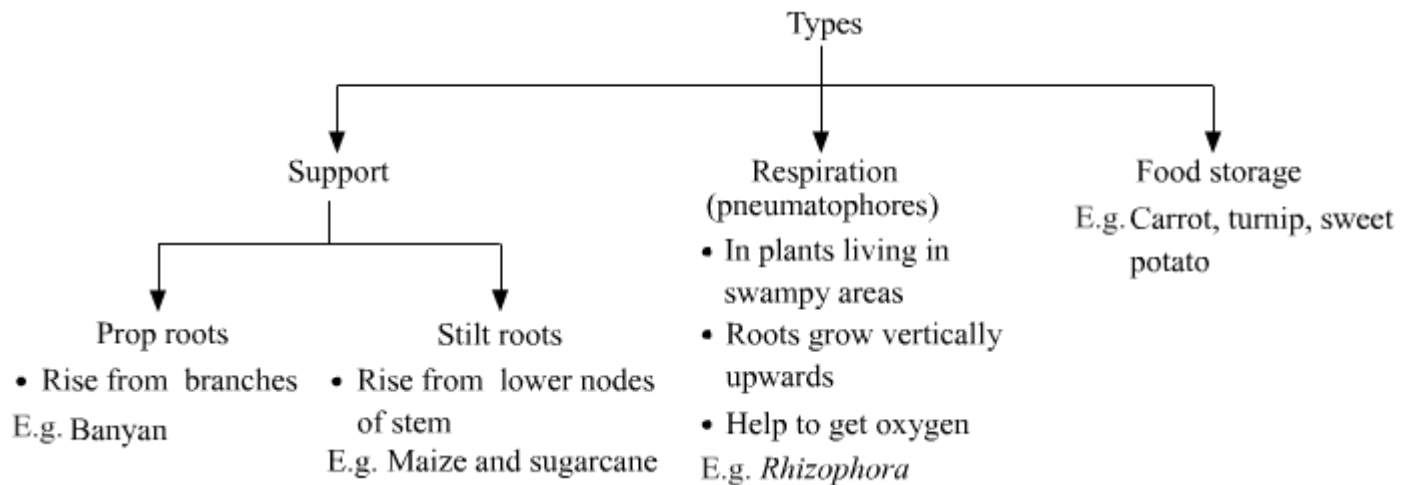 Types
Support
Prop roots
• Rise from branches
E.g. Banyan
Stilt roots
• Rise from lower nodes
of stem
E.g. Maize and sugarcane
Respiration
(pneumatophores)
• In plants living in
swampy areas
• Roots grow vertically
upwards
• Help to get oxygen
E.g. Rhizophora
Food storage
E.g. Carrot, turnip, sweet
potato